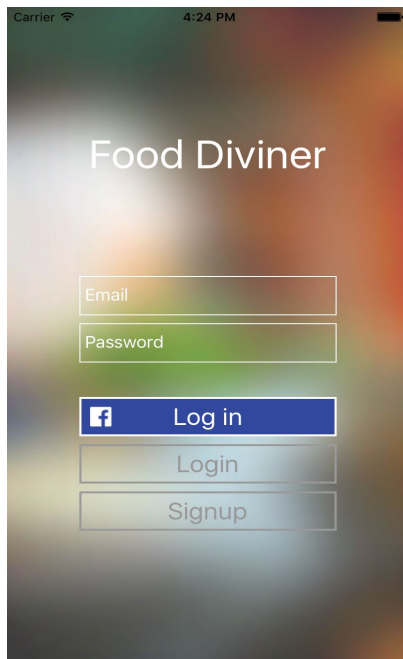 Carrier 4:24 PM
Food Diviner
Email
Password
Log in
Login
Signup